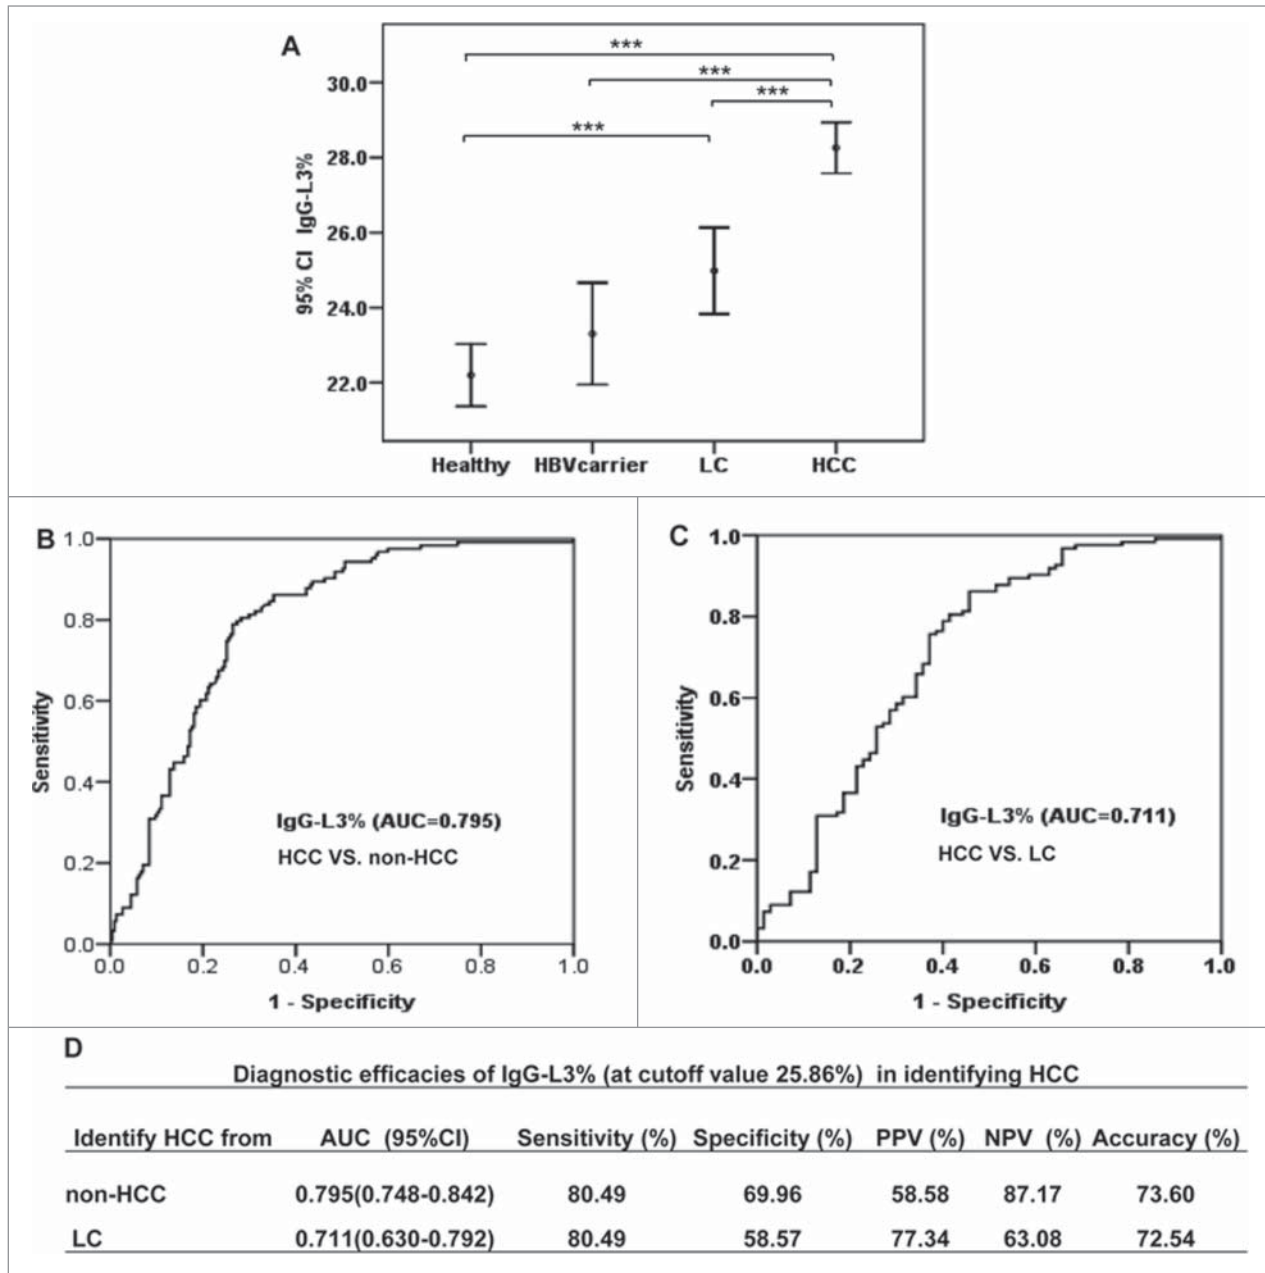 A
***
***
***
***
30.0
28.0
26.0
24.0
22.0
95% CI IgG-L3%
Healthy HBVcarrier LC HCC
B
1.0
0.8
0.6
0.4
0.2
0.0
Sensitivity
IgG-L3% (AUC=0.795)
HCC VS. non-HCC
0.0 0.2 0.4 0.6 0.8 1.0
1 - Specificity
C
1.0
0.8
0.6
0.4
0.2
0.0
Sensitivity
IgG-L3% (AUC=0.711)
HCC VS. LC
0.0 0.2 0.4 0.6 0.8 1.0
1 - Specificity
D
Diagnostic efficacies of IgG-L3% (at cutoff value 25.86%) in identifying HCC
Identify HCC from AUC (95%CI) Sensitivity (%) Specificity (%) PPV (%) NPV (%) Accuracy (%)
non-HCC 0.795(0.748-0.842) 80.49 69.96 58.58 87.17 73.60
LC 0.711(0.630-0.792) 80.49 58.57 77.34 63.08 72.54